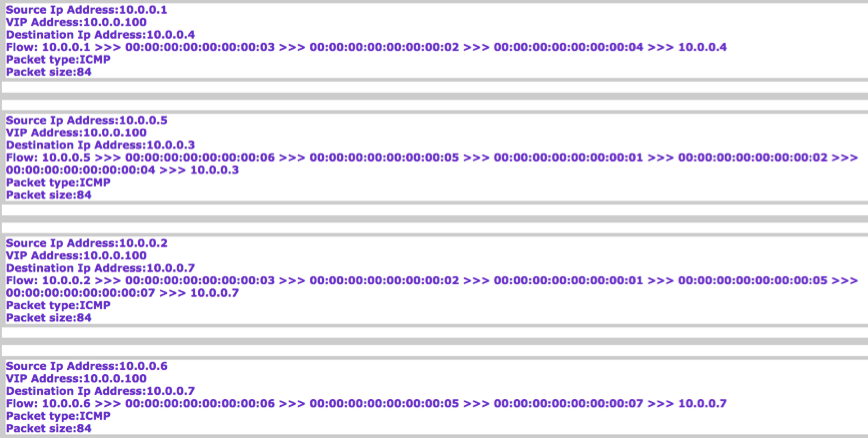 Source Ip Address:10.0.0.1
VIP Address:10.0.0.100
Destination Ip Address:10.0.0.4
Flow: 10.0.0.1 >>> 00:00:00:00:00:00:00:03 >>> 00:00:00:00:00:00:00:02 >>> 00:00:00:00:00:00:00:04 >>> 10.0.0.4
Packet type:ICMP
Packet size:84
Source Ip Address:10.0.0.5
VIP Address:10.0.0.100
Destination Ip Address:10.0.0.3
Flow: 10.0.0.5 >>> 00:00:00:00:00:00:00:06 >>> 00:00:00:00:00:00:00:05 >>> 00:00:00:00:00:00:00:01 >>> 00:00:00:00:00:00:00:02 >>>
00:00:00:00:00:00:00:04 >>> 10.0.0.3
Packet type:ICMP
Packet size:84
Source Ip Address:10.0.0.2
VIP Address:10.0.0.100
Destination Ip Address:10.0.0.7
Flow: 10.0.0.2 >>> 00:00:00:00:00:00:00:03 >>> 00:00:00:00:00:00:00:02 >>> 00:00:00:00:00:00:00:01 >>> 00:00:00:00:00:00:00:05 >>>
00:00:00:00:00:00:00:07 >>> 10.0.0.7
Packet type:ICMP
Packet size:84
Source Ip Address:10.0.0.6
VIP Address:10.0.0.100
Destination Ip Address:10.0.0.7
Flow: 10.0.0.6 >>> 00:00:00:00:00:00:00:06 >>> 00:00:00:00:00:00:00:05 >>> 00:00:00:00:00:00:00:07 >>> 10.0.0.7
Packet type:ICMP
Packet size:84